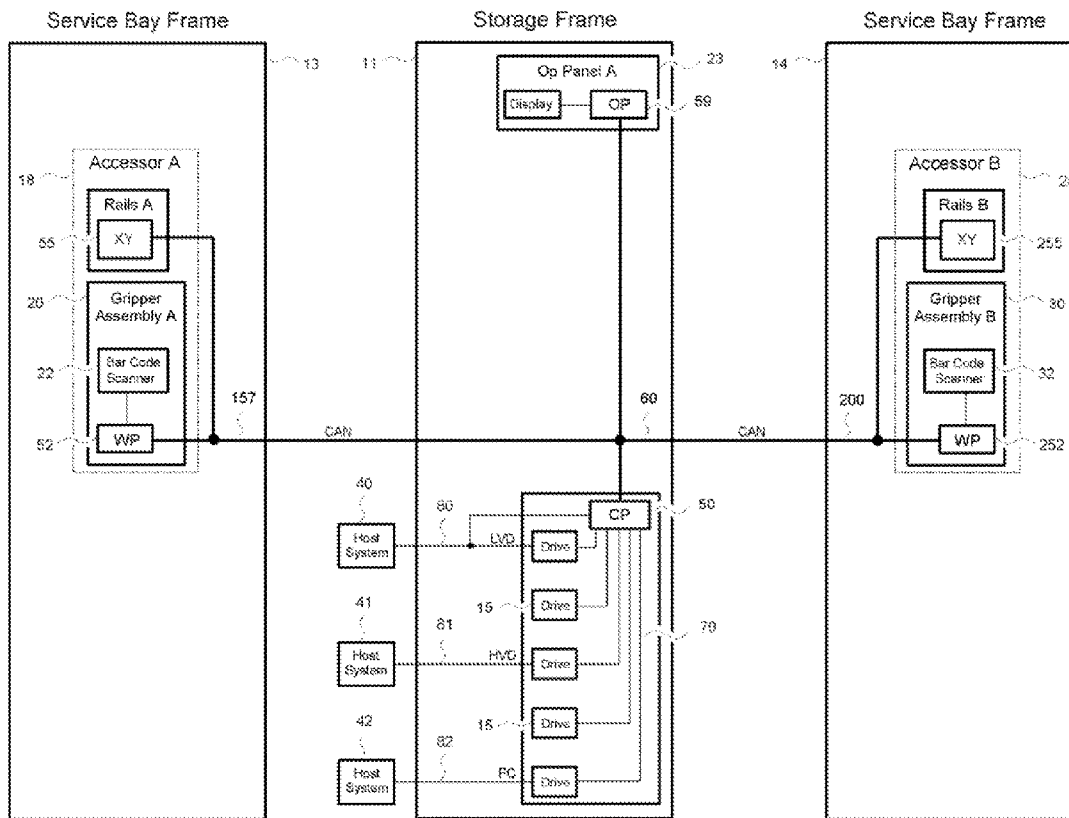 Service Bay Frame
Storage Frame
Service Bay Frame
13
11
23
14
Op Panel A
Display
OP
59
Accessor A
18
Rails A
XY
55
20
Gripper
Assembly A
Bar Code
Scanner
22
157
WP
52
CAN
60
CAN
200
Accessor B
Rails B
XY
255
Gripper
Assembly B
30
Bar Code
Scanner
32
WP
252
40
80
CP
50
Host
System
LVD
Drive
15
Drive
70
41
81
Host
System
HVD
Drive
15
Drive
42
82
Host
System
FC
Drive